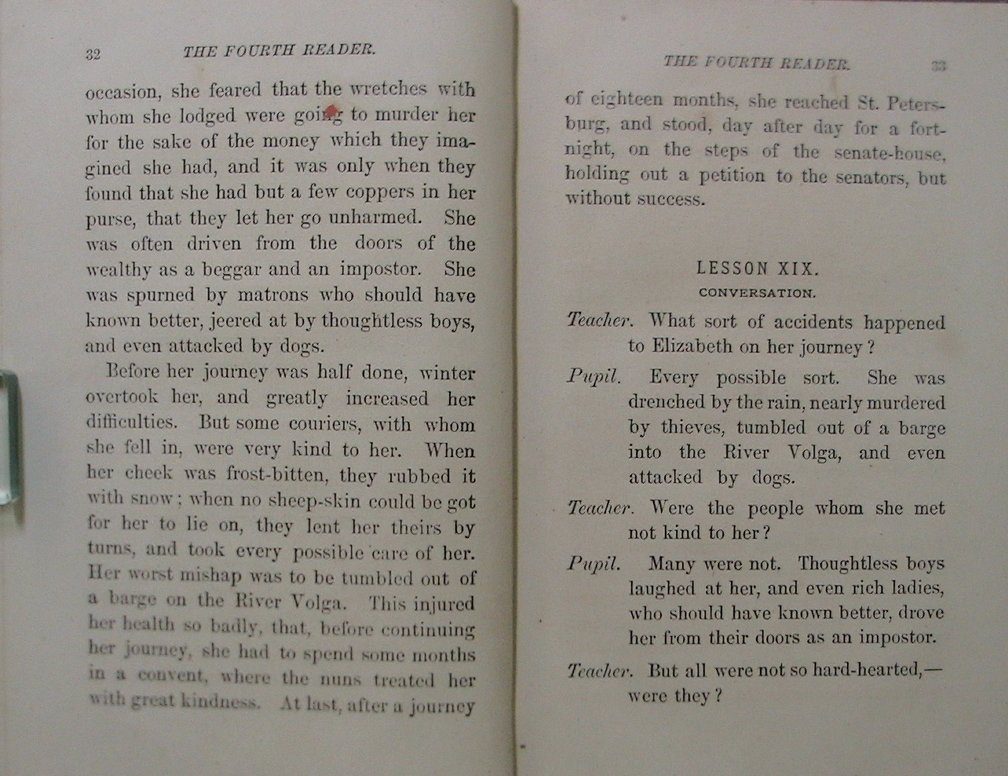 32
THE FOURTH READER.
occasion, she feared that the wretches with
whom she lodged were going to murder her
for the sake of the money which they ima-
gined she had, and it was only when they
found that she had but a few coppers in her
purse, that they let her go unharmed. She
was often driven from the doors of the
wealthy as a beggar and an impostor. She
was spurned by matrons who should have
known better, jeered at by thoughtless boys,
and even attacked by dogs.
Before her journey was half done, winter
overtook her, and greatly increased her
difficulties. But some couriers, with whom
she fell in, were very kind to her. When
her cheek was frost-bitten, they rubbed it
with snow; when no sheep-skin could be got
for her to lie on, they lent her theirs by
turns, and took every possible care of her.
Her worst mishap was to be tumbled out of
a barge on the River Volga. This injured
her health so badly, that, before continuing
her journey, she had to spend some months
in a convent, where the nuns treated her
with great kindness. At last, after a journey
THE FOURTH READER.
33
of eighteen months, she reached St. Peters-
burg, and stood, day after day for a fort-
night, on the steps of the senate-house,
holding out a petition to the senators, but
without success.
LESSON XIX.
CONVERSATION.
Teacher. What sort of accidents happened
to Elizabeth on her journey?
Pupil. Every possible sort. She was
drenched by the rain, nearly murdered
by thieves, tumbled out of a barge
into the River Volga, and even
attacked by dogs.
Teacher. Were the people whom she met
not kind to her?
Pupil. Many were not. Thoughtless boys
laughed at her, and even rich ladies,
who should have known better, drove
her from their doors as an impostor.
Teacher. But all were not so hard-hearted,—
were they?